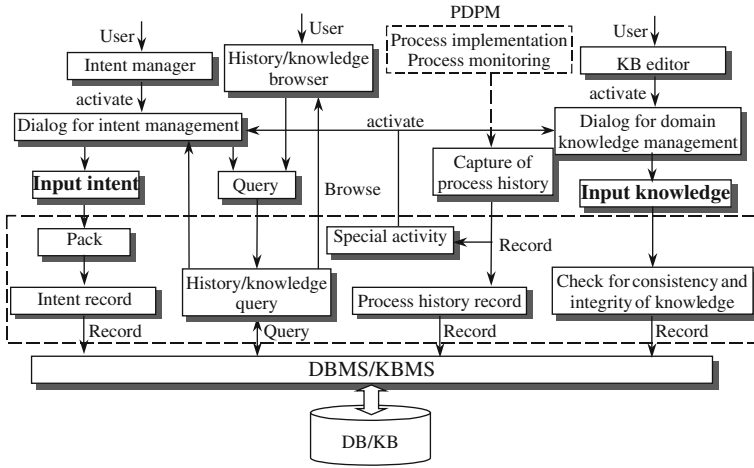 PDPM
User
User
User
Intent manager
History/knowledge
browser
Process implementation
Process monitoring
KB editor
activate
activate
Dialog for intent management
activate
Dialog for domain
knowledge management
Input intent
Query
Browse
Capture of
process history
Input knowledge
Pack
Special activity
Record
Intent record
History/knowledge
query
Process history record
Check for consistency and
integrity of knowledge
Record
Query
Record
Record
DBMS/KBMS
DB/KB